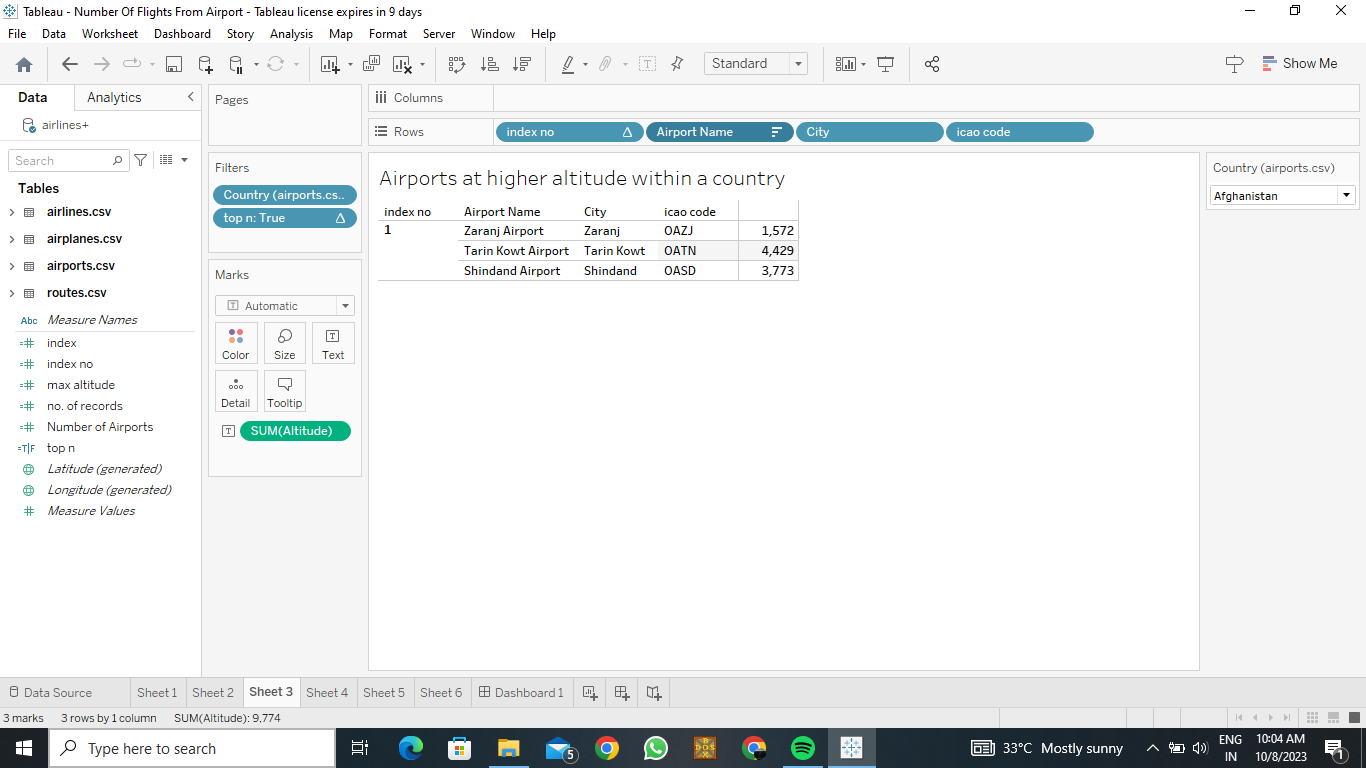 Tableau - Number Of Flights From Airport - Tableau license expires in 9 days
File Data Worksheet Dashboard Story Analysis Map Format Server Window Help
Standard
Show Me
Data Analytics
airlines+
Search
Tables
airlines.csv
airplanes.csv
airports.csv
routes.csv
Abc Measure Names
=# index
=# index no
=# max altitude
=# no. of records
=# Number of Airports
=T|F top n
Latitude (generated)
Longitude (generated)
# Measure Values
Pages
Filters
Country (airports.cs..
top n: True
Marks
Automatic
Color Size Text
Detail Tooltip
SUM(Altitude)
Columns
Rows index no Airport Name City icao code
Airports at higher altitude within a country
index no Airport Name City icao code
1 Zaranj Airport Zaranj OAZJ 1,572
Tarin Kowt Airport Tarin Kowt OATN 4,429
Shindand Airport Shindand OASD 3,773
Country (airports.csv)
Afghanistan
Data Source Sheet 1 Sheet 2 Sheet 3 Sheet 4 Sheet 5 Sheet 6 Dashboard 1
3 marks 3 rows by 1 column SUM(Altitude): 9,774
Type here to search
5
33°C Mostly sunny
ENG
IN
10:04 AM
10/8/2023
1